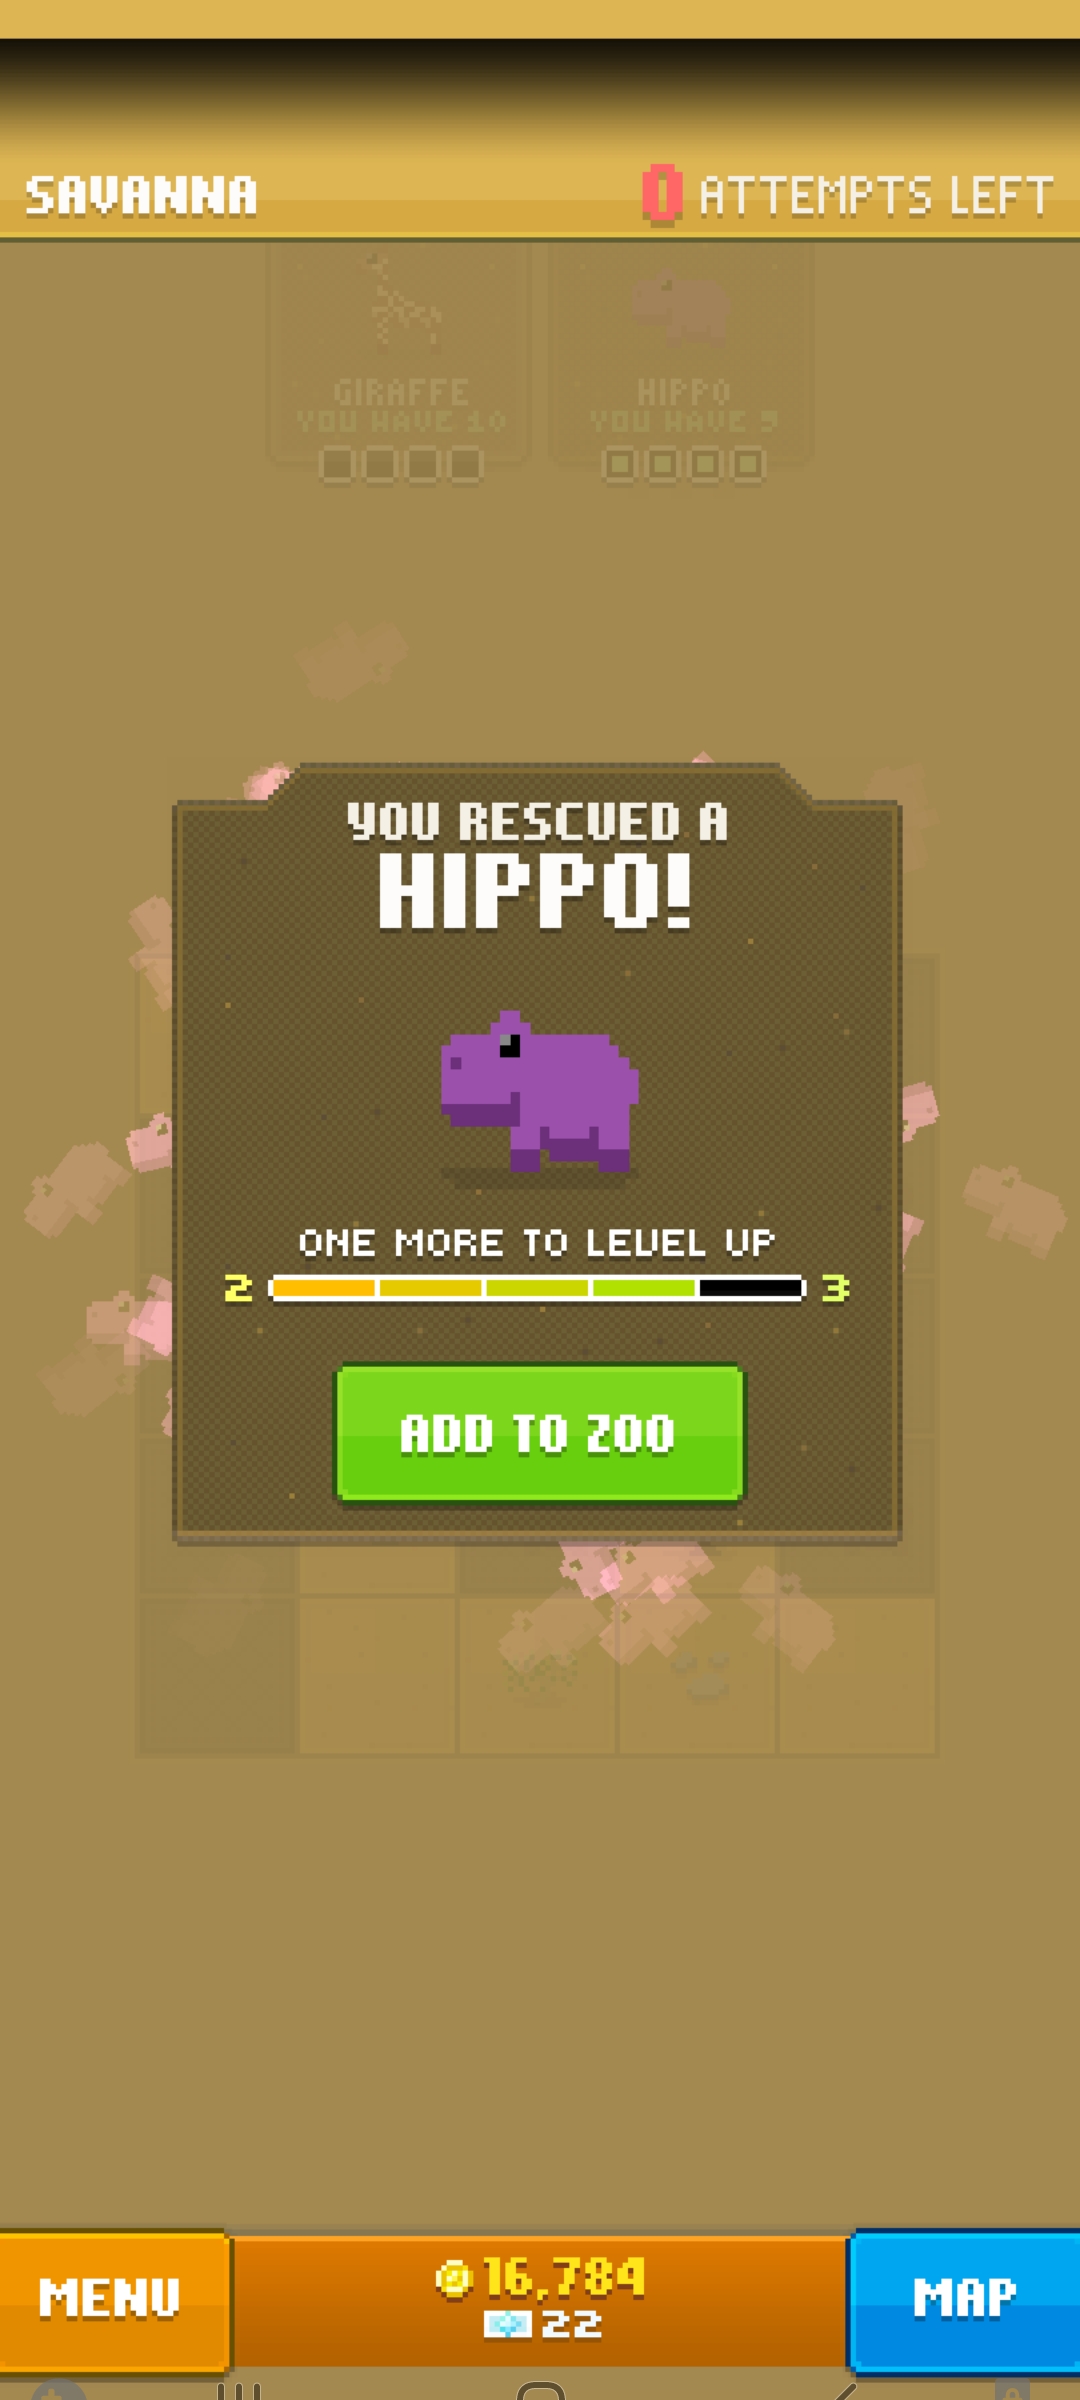 SAVANNA
0 ATTEMPTS LEFT
GIRAFFE
YOU HAVE 10
HIPPO
YOU HAVE 9
YOU RESCUED A
HIPPO!
ONE MORE TO LEVEL UP
2 3
ADD TO ZOO
MENU
16,784
22
MAP